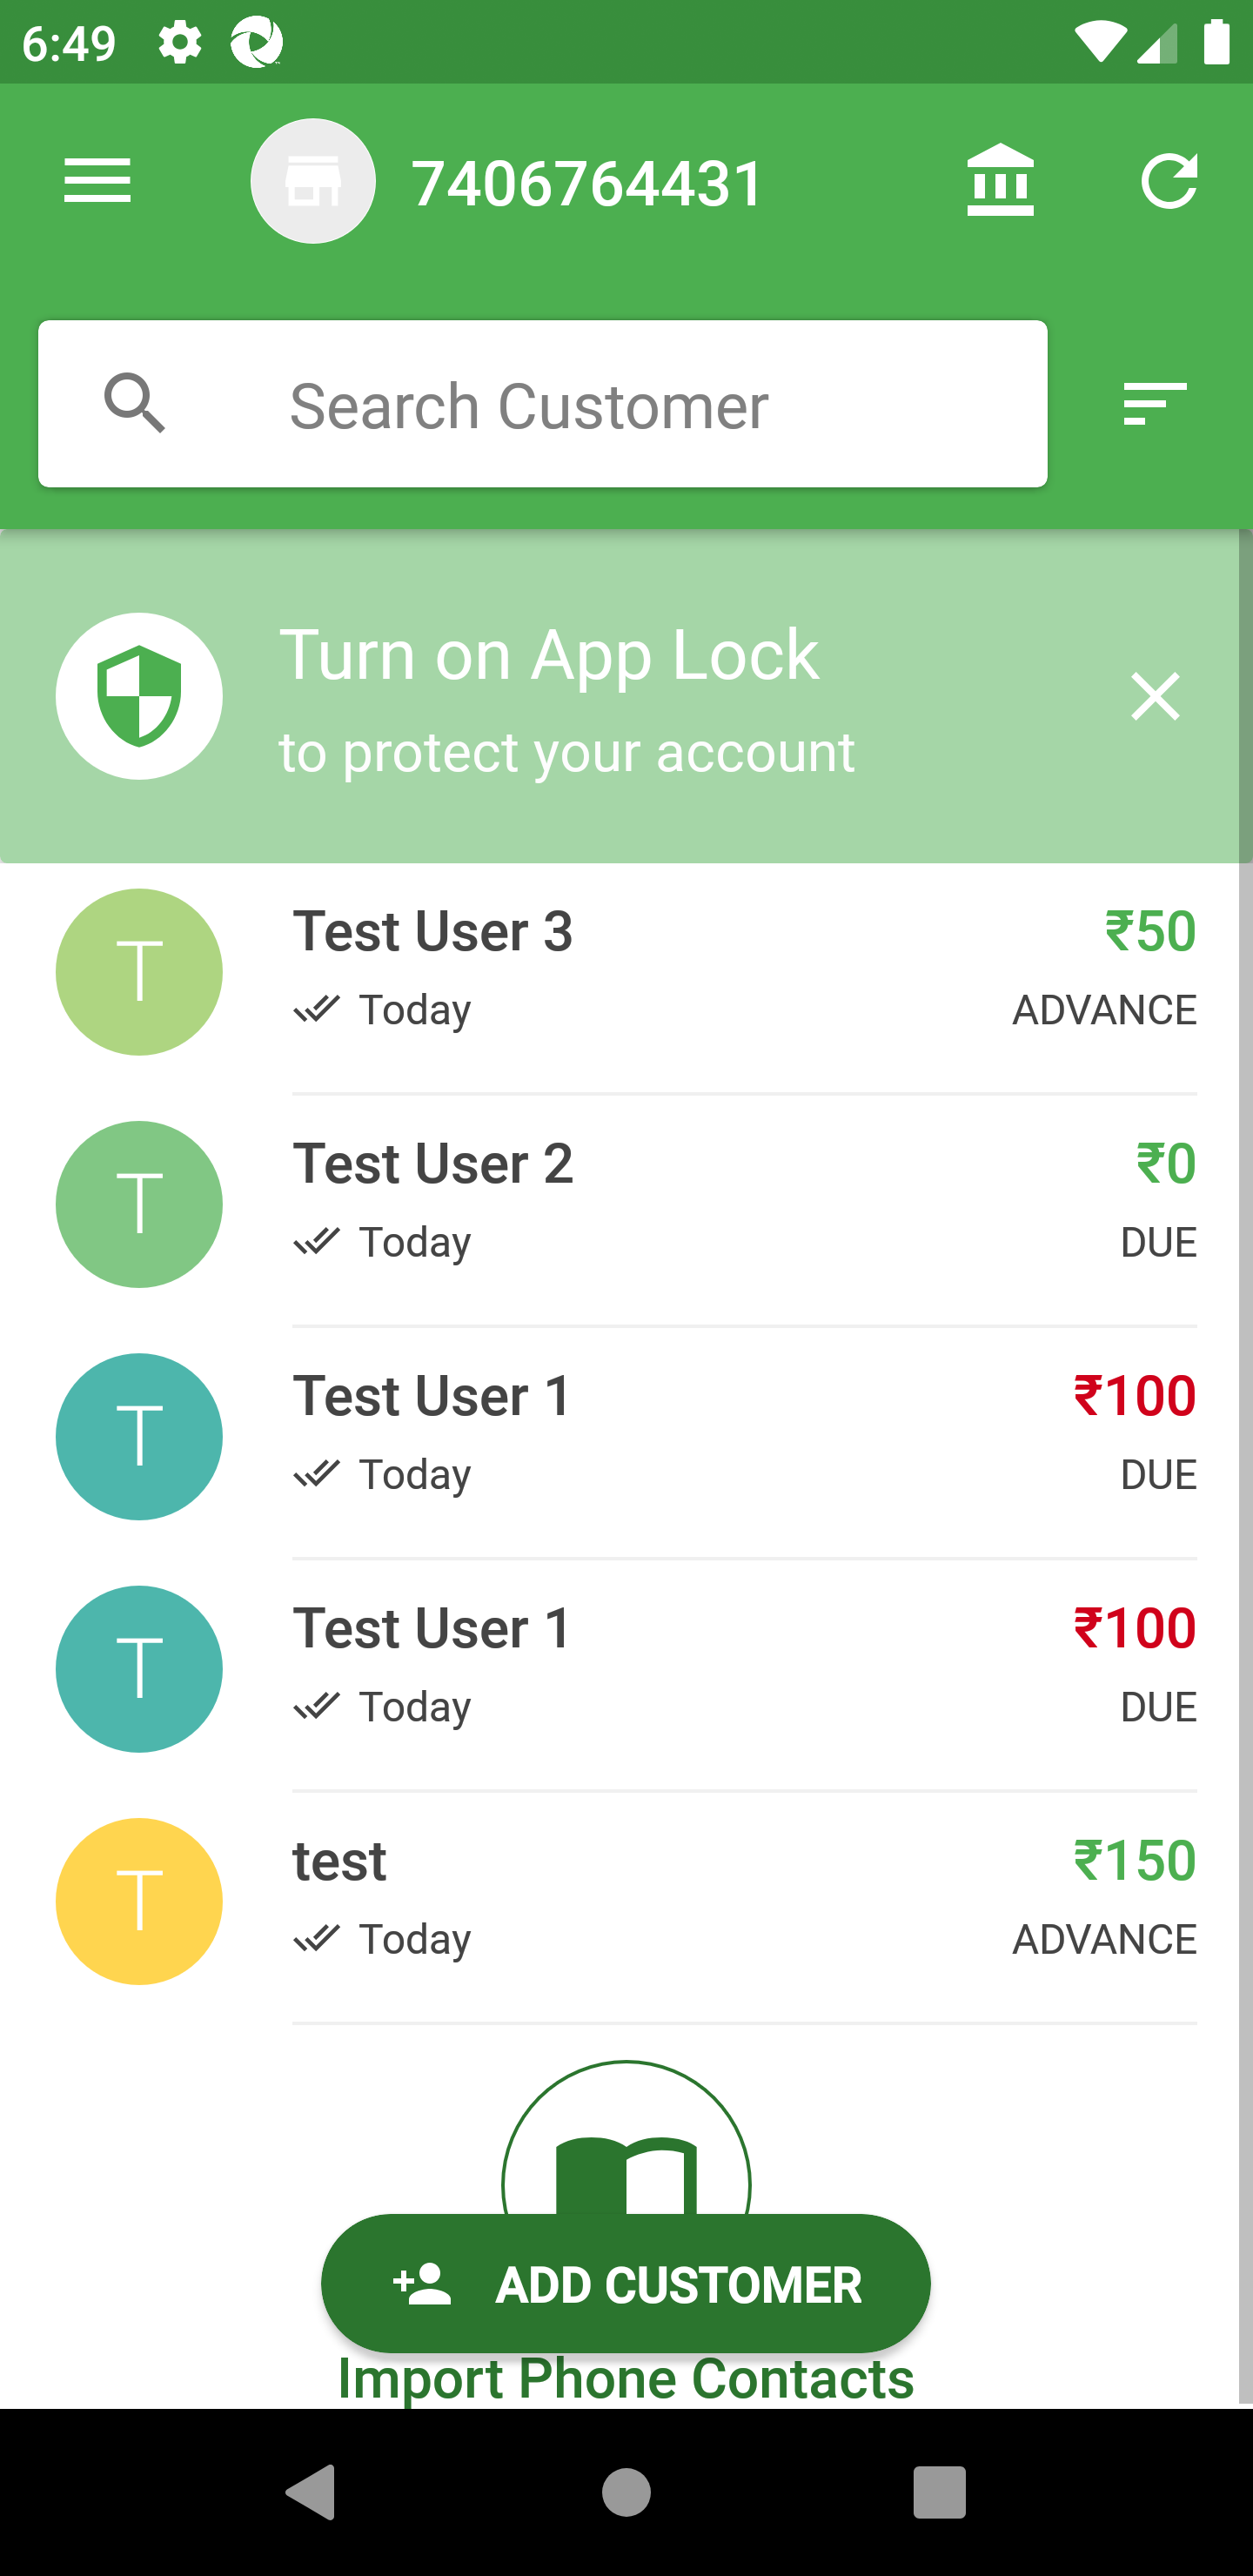 6:49
7406764431
Search Customer
Turn on App Lock
to protect your account
T
Test User 3
₹50
Today
ADVANCE
T
Test User 2
₹0
Today
DUE
T
Test User 1
₹100
Today
DUE
T
Test User 1
₹100
Today
DUE
T
test
₹150
Today
ADVANCE
ADD CUSTOMER
Import Phone Contacts